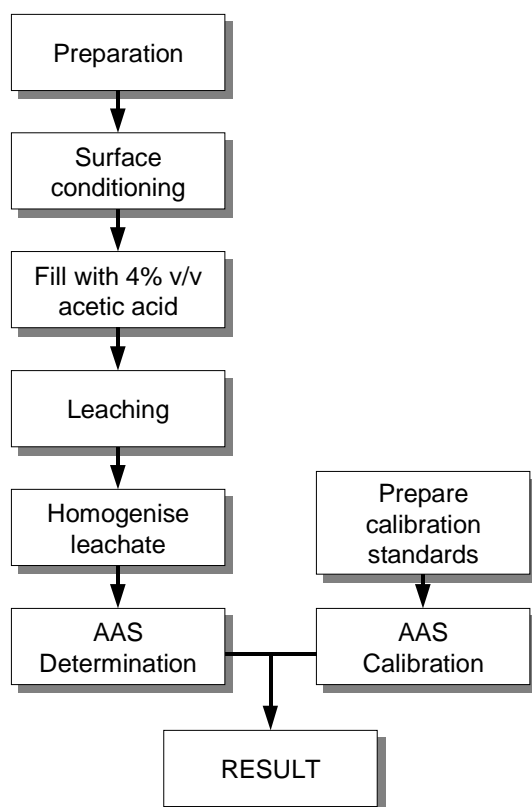 Preparation
Surface
conditioning
Fill with 4% v/v
acetic acid
Leaching
Homogenise
leachate
Prepare
calibration
standards
AAS
Determination
AAS
Calibration
RESULT